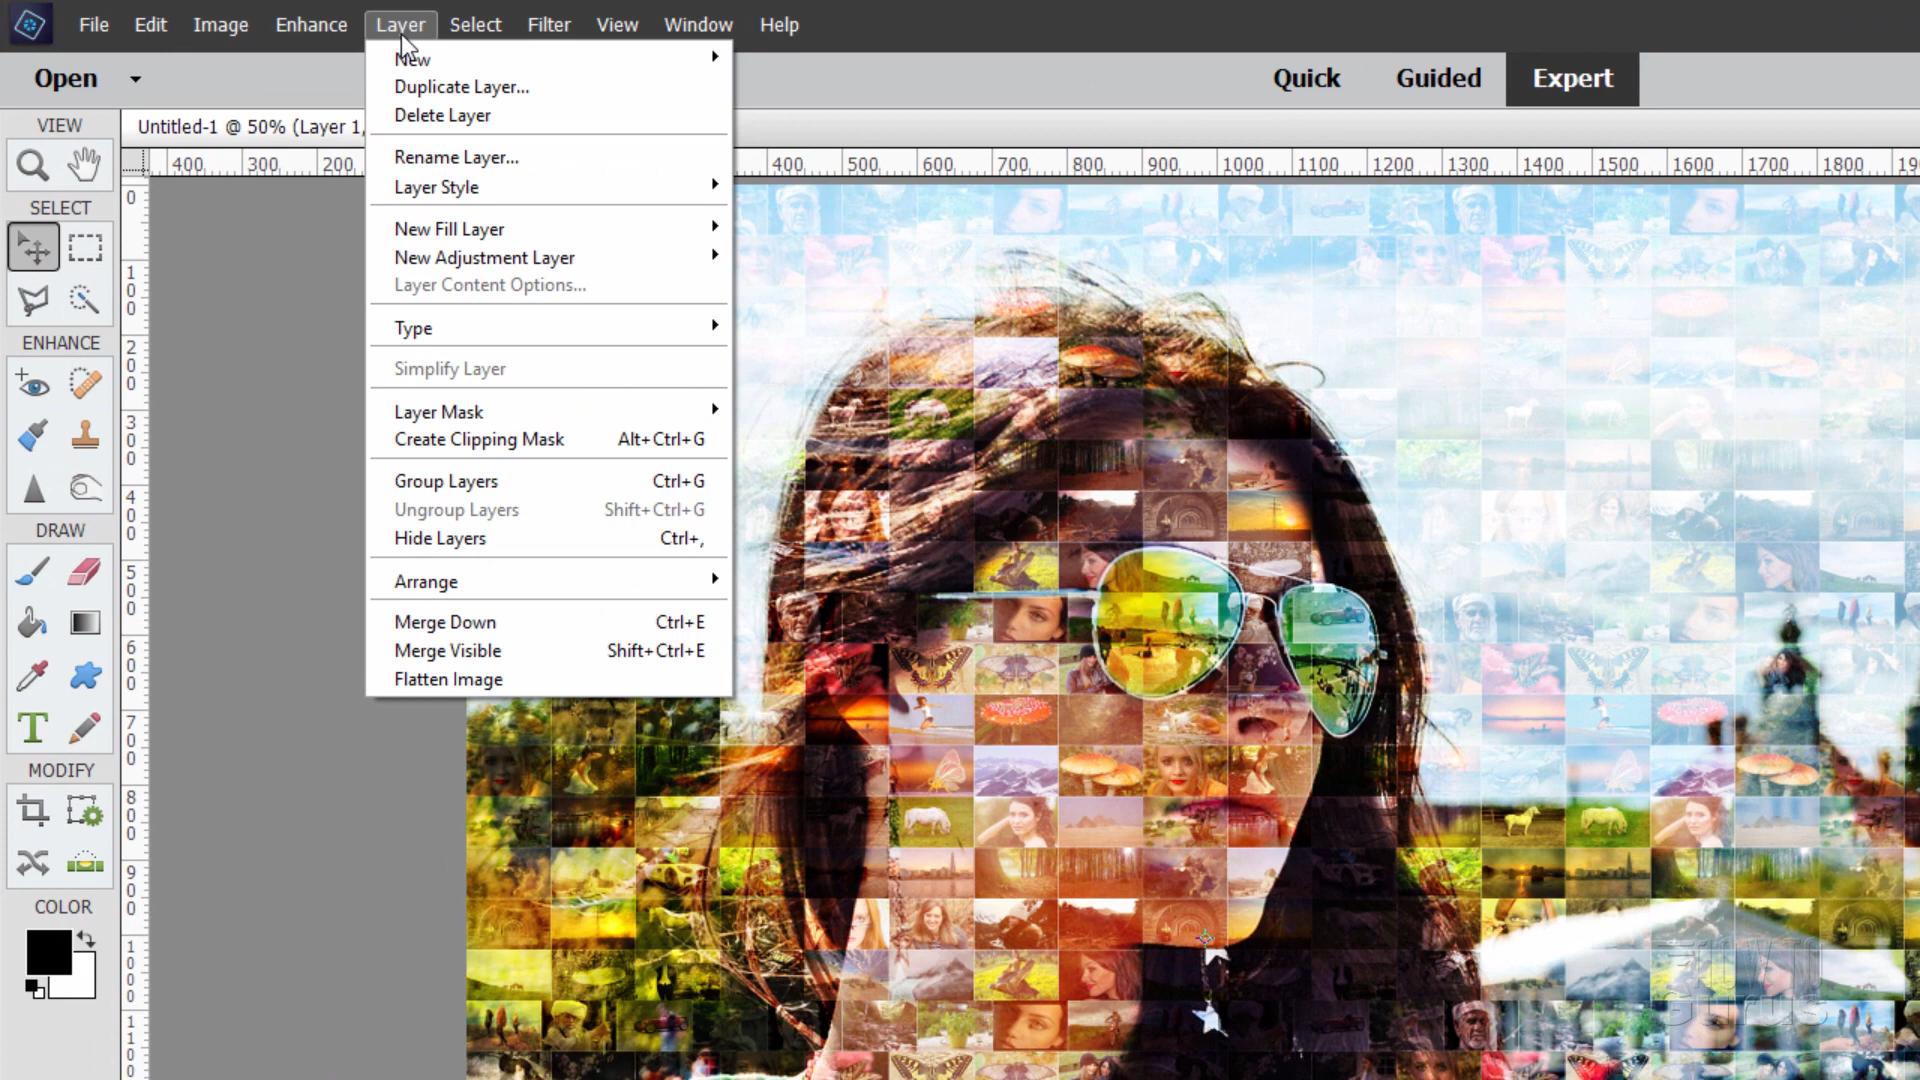 File Edit Image Enhance Layer Select Filter View Window Help
Open
Quick Guided Expert
Untitled-1 @ 50% (Layer 1,
400 300 200 400 500 600 700 800 900 1000 1100 1200 1300 1400 1500 1600 1700 1800 190
VIEW
SELECT
ENHANCE
DRAW
T
MODIFY
COLOR
0
100
200
300
400
500
600
700
800
900
1000
1100
New
Duplicate Layer...
Delete Layer
Rename Layer...
Layer Style
New Fill Layer
New Adjustment Layer
Layer Content Options...
Type
Simplify Layer
Layer Mask
Create Clipping Mask Alt+Ctrl+G
Group Layers Ctrl+G
Ungroup Layers Shift+Ctrl+G
Hide Layers Ctrl+,
Arrange
Merge Down Ctrl+E
Merge Visible Shift+Ctrl+E
Flatten Image
Gurus